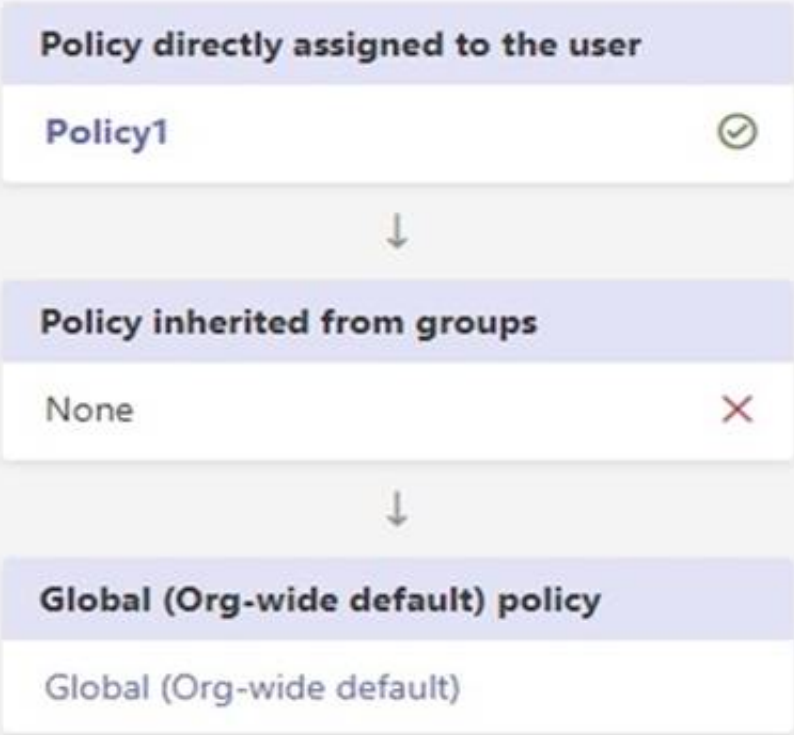 Policy directly assigned to the user
Policy1
Policy inherited from groups
None
Global (Org-wide default) policy
Global (Org-wide default)